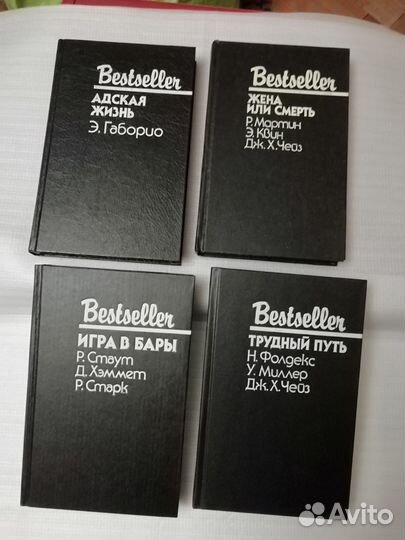 Bestseller
АДСКАЯ
ЖИЗНЬ
Э. Габорио
Bestseller
ЖЕНА
ИЛИ СМЕРТЬ
Р. Мартин
Э. Квин
Дж. Х. Чейз
Bestseller
ИГРА В БАРЫ
Р. Стаут
Д. Хэммет
Р. Старк
Bestseller
ТРУДНЫЙ ПУТЬ
Н. Фолдекс
У. Миллер
Дж. Х. Чейз
Avito